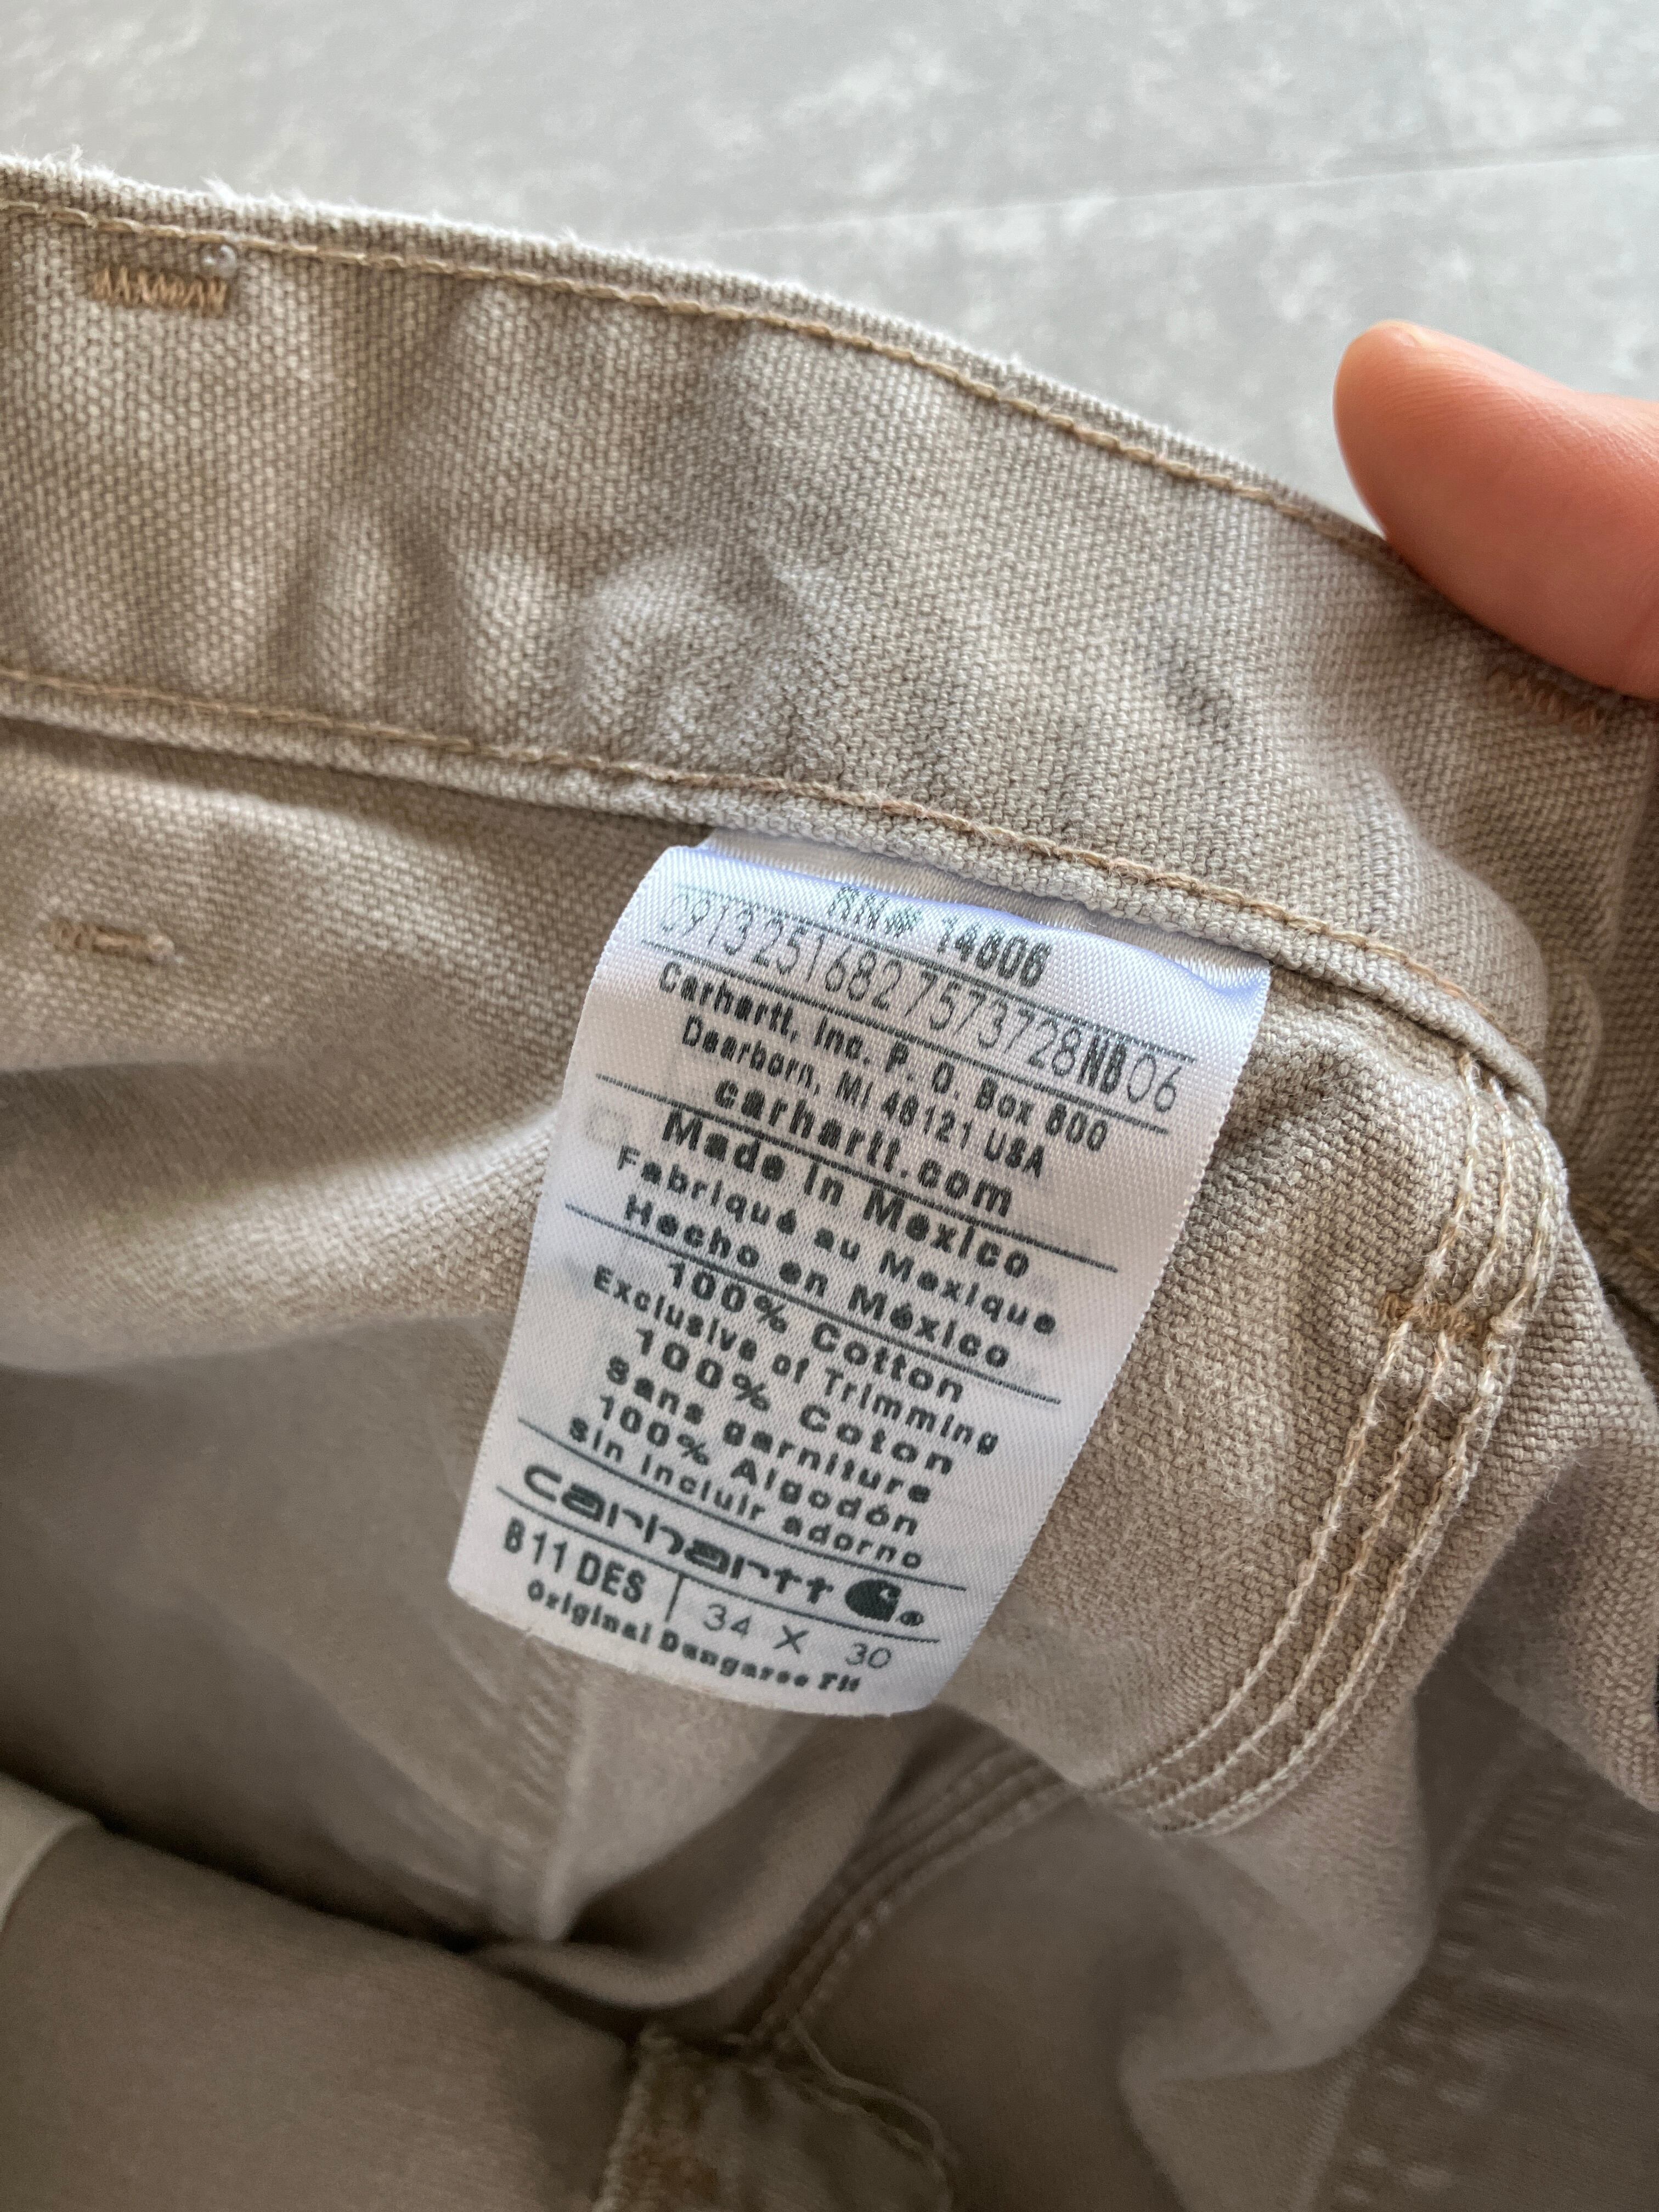 RN# 14806
09132516827573728NB06
Carhartt, Inc. P. O. Box 600
Dearborn, MI 48121 USA
carhartt.com
Made in Mexico
Fabriqué au Mexique
Hecho en México
100% Cotton
Exclusive of Trimming
100% Coton
Sans garniture
100% Algodón
Sin incluir adorno
carhartt ®
B11 DES | 34 X 30
Original Dungaree Fit